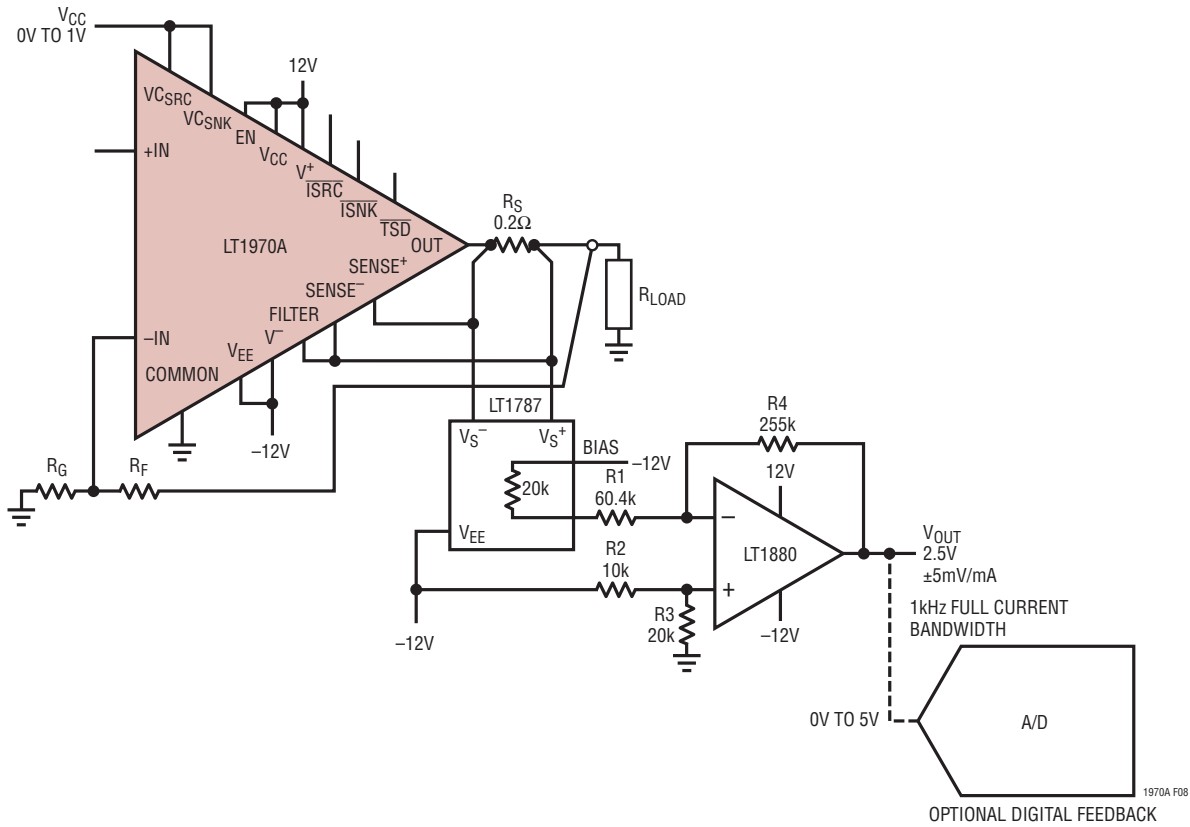 VCC
0V TO 1V
12V
VCSRC
VCSNK
EN
VCC
V+
ISRC
ISNK
TSD
+IN
LT1970A
OUT
SENSE+
SENSE–
FILTER
V–
VEE
–IN
COMMON
–12V
RS
0.2Ω
RLOAD
RG
RF
LT1787
VS–
VS+
BIAS
–12V
20k
R1
60.4k
VEE
R2
10k
–12V
R3
20k
R4
255k
12V
–
LT1880
+
–12V
VOUT
2.5V
±5mV/mA
1kHz FULL CURRENT
BANDWIDTH
0V TO 5V
A/D
1970A F08
OPTIONAL DIGITAL FEEDBACK